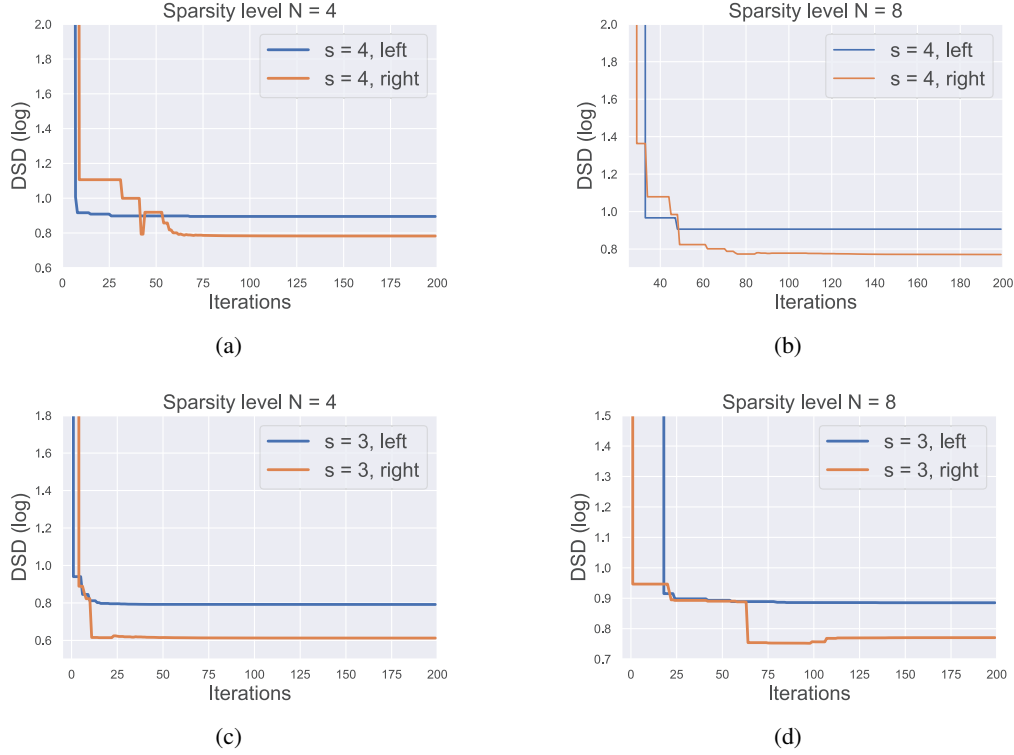 Sparsity level N = 4
DSD (log)
2.0
1.8
1.6
1.4
1.2
1.0
0.8
0.6
s = 4, left
s = 4, right
0 25 50 75 100 125 150 175 200
Iterations
(a)
Sparsity level N = 8
DSD (log)
2.0
1.8
1.6
1.4
1.2
1.0
0.8
s = 4, left
s = 4, right
40 60 80 100 120 140 160 180 200
Iterations
(b)
Sparsity level N = 4
DSD (log)
1.8
1.6
1.4
1.2
1.0
0.8
0.6
s = 3, left
s = 3, right
0 25 50 75 100 125 150 175 200
Iterations
(c)
Sparsity level N = 8
DSD (log)
1.5
1.4
1.3
1.2
1.1
1.0
0.9
0.8
0.7
s = 3, left
s = 3, right
0 25 50 75 100 125 150 175 200
Iterations
(d)